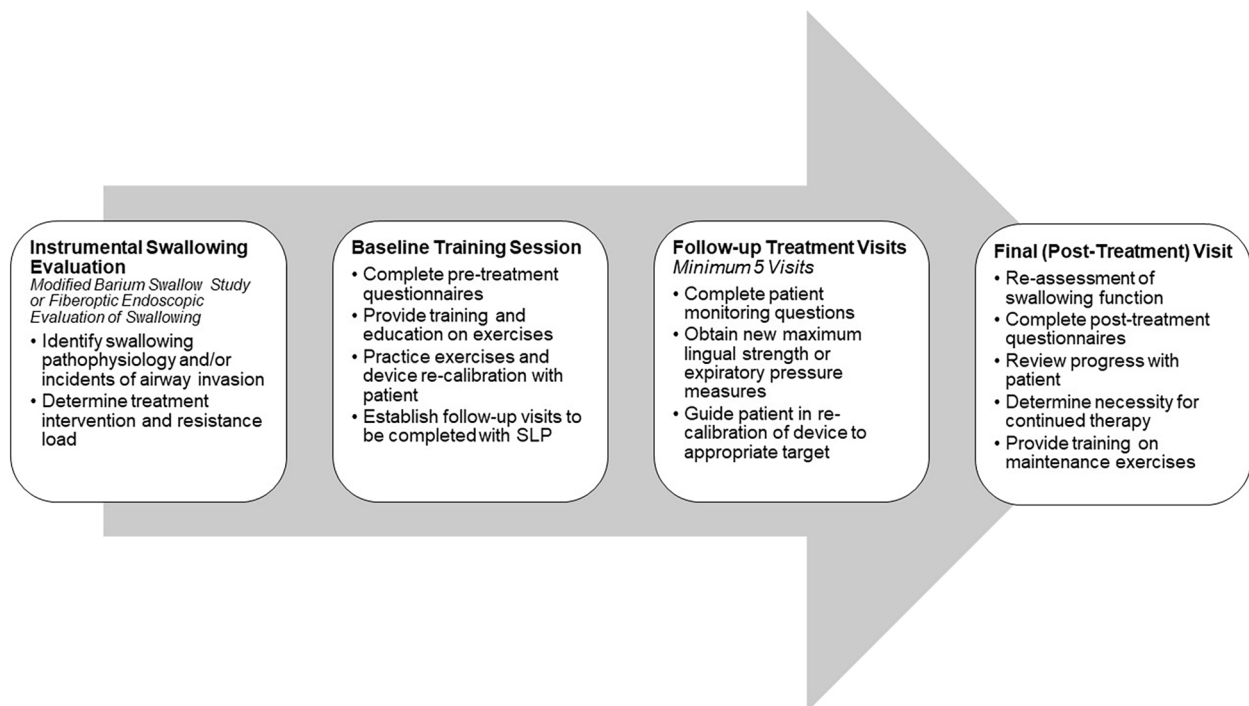 Instrumental Swallowing
Evaluation
Modified Barium Swallow Study
or Fiberoptic Endoscopic
Evaluation of Swallowing
• Identify swallowing
pathophysiology and/or
incidents of airway invasion
• Determine treatment
intervention and resistance
load
Baseline Training Session
• Complete pre-treatment
questionnaires
• Provide training and
education on exercises
• Practice exercises and
device re-calibration with
patient
• Establish follow-up visits to
be completed with SLP
Follow-up Treatment Visits
Minimum 5 Visits
• Complete patient
monitoring questions
• Obtain new maximum
lingual strength or
expiratory pressure
measures
• Guide patient in re-
calibration of device to
appropriate target
Final (Post-Treatment) Visit
• Re-assessment of
swallowing function
• Complete post-treatment
questionnaires
• Review progress with
patient
• Determine necessity for
continued therapy
• Provide training on
maintenance exercises